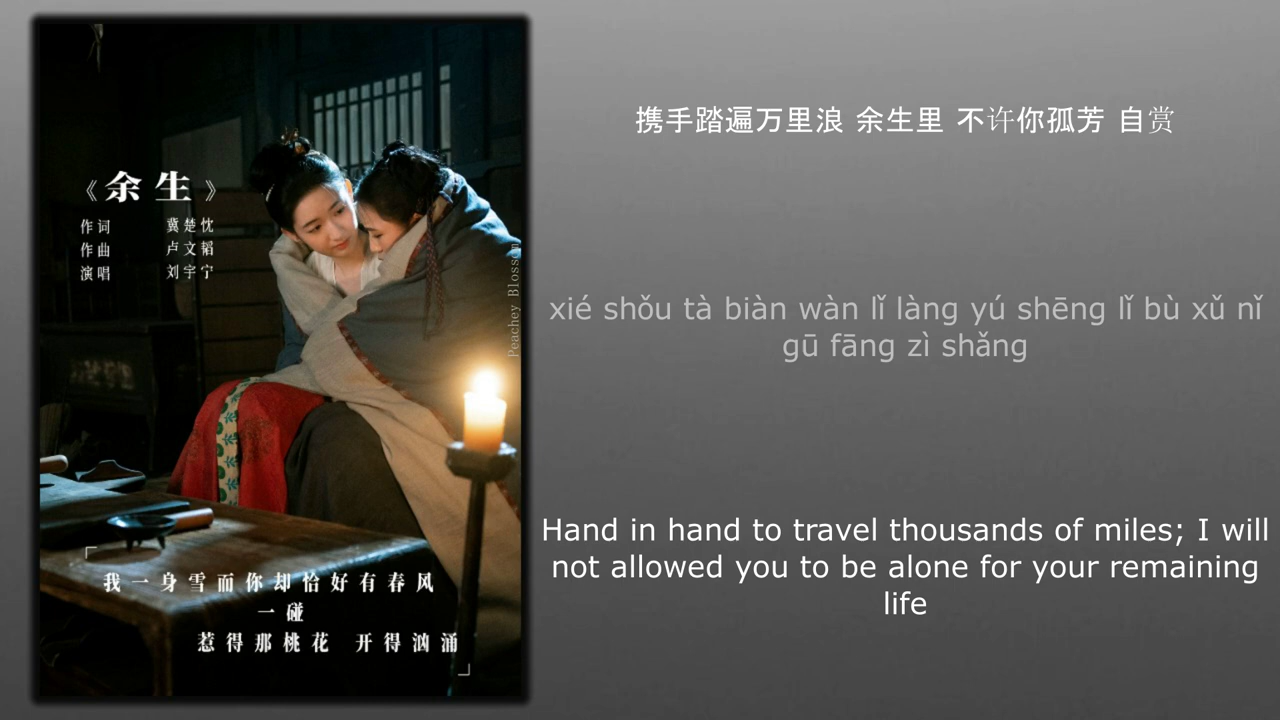 《余生》
作词 冀楚忱
作曲 卢文韬
演唱 刘宇宁
Peachey Blossom
「
我一身雪而你却恰好有春风
一碰
惹得那桃花 开得汹涌
」
携手踏遍万里浪 余生里 不许你孤芳 自赏
xié shǒu tà biàn wàn lǐ làng yú shēng lǐ bù xǔ nǐ
gū fāng zì shǎng
Hand in hand to travel thousands of miles; I will
not allowed you to be alone for your remaining
life